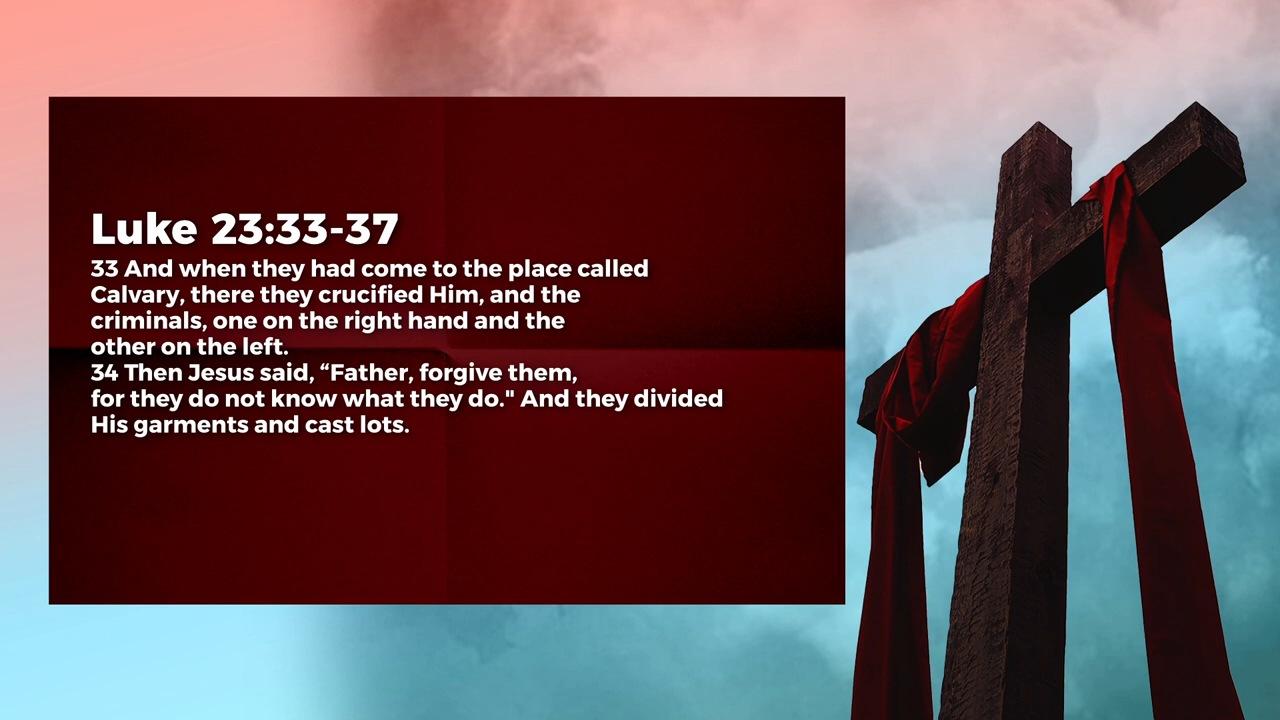 Luke 23:33-37
33 And when they had come to the place called
Calvary, there they crucified Him, and the
criminals, one on the right hand and the
other on the left.
34 Then Jesus said, “Father, forgive them,
for they do not know what they do." And they divided
His garments and cast lots.